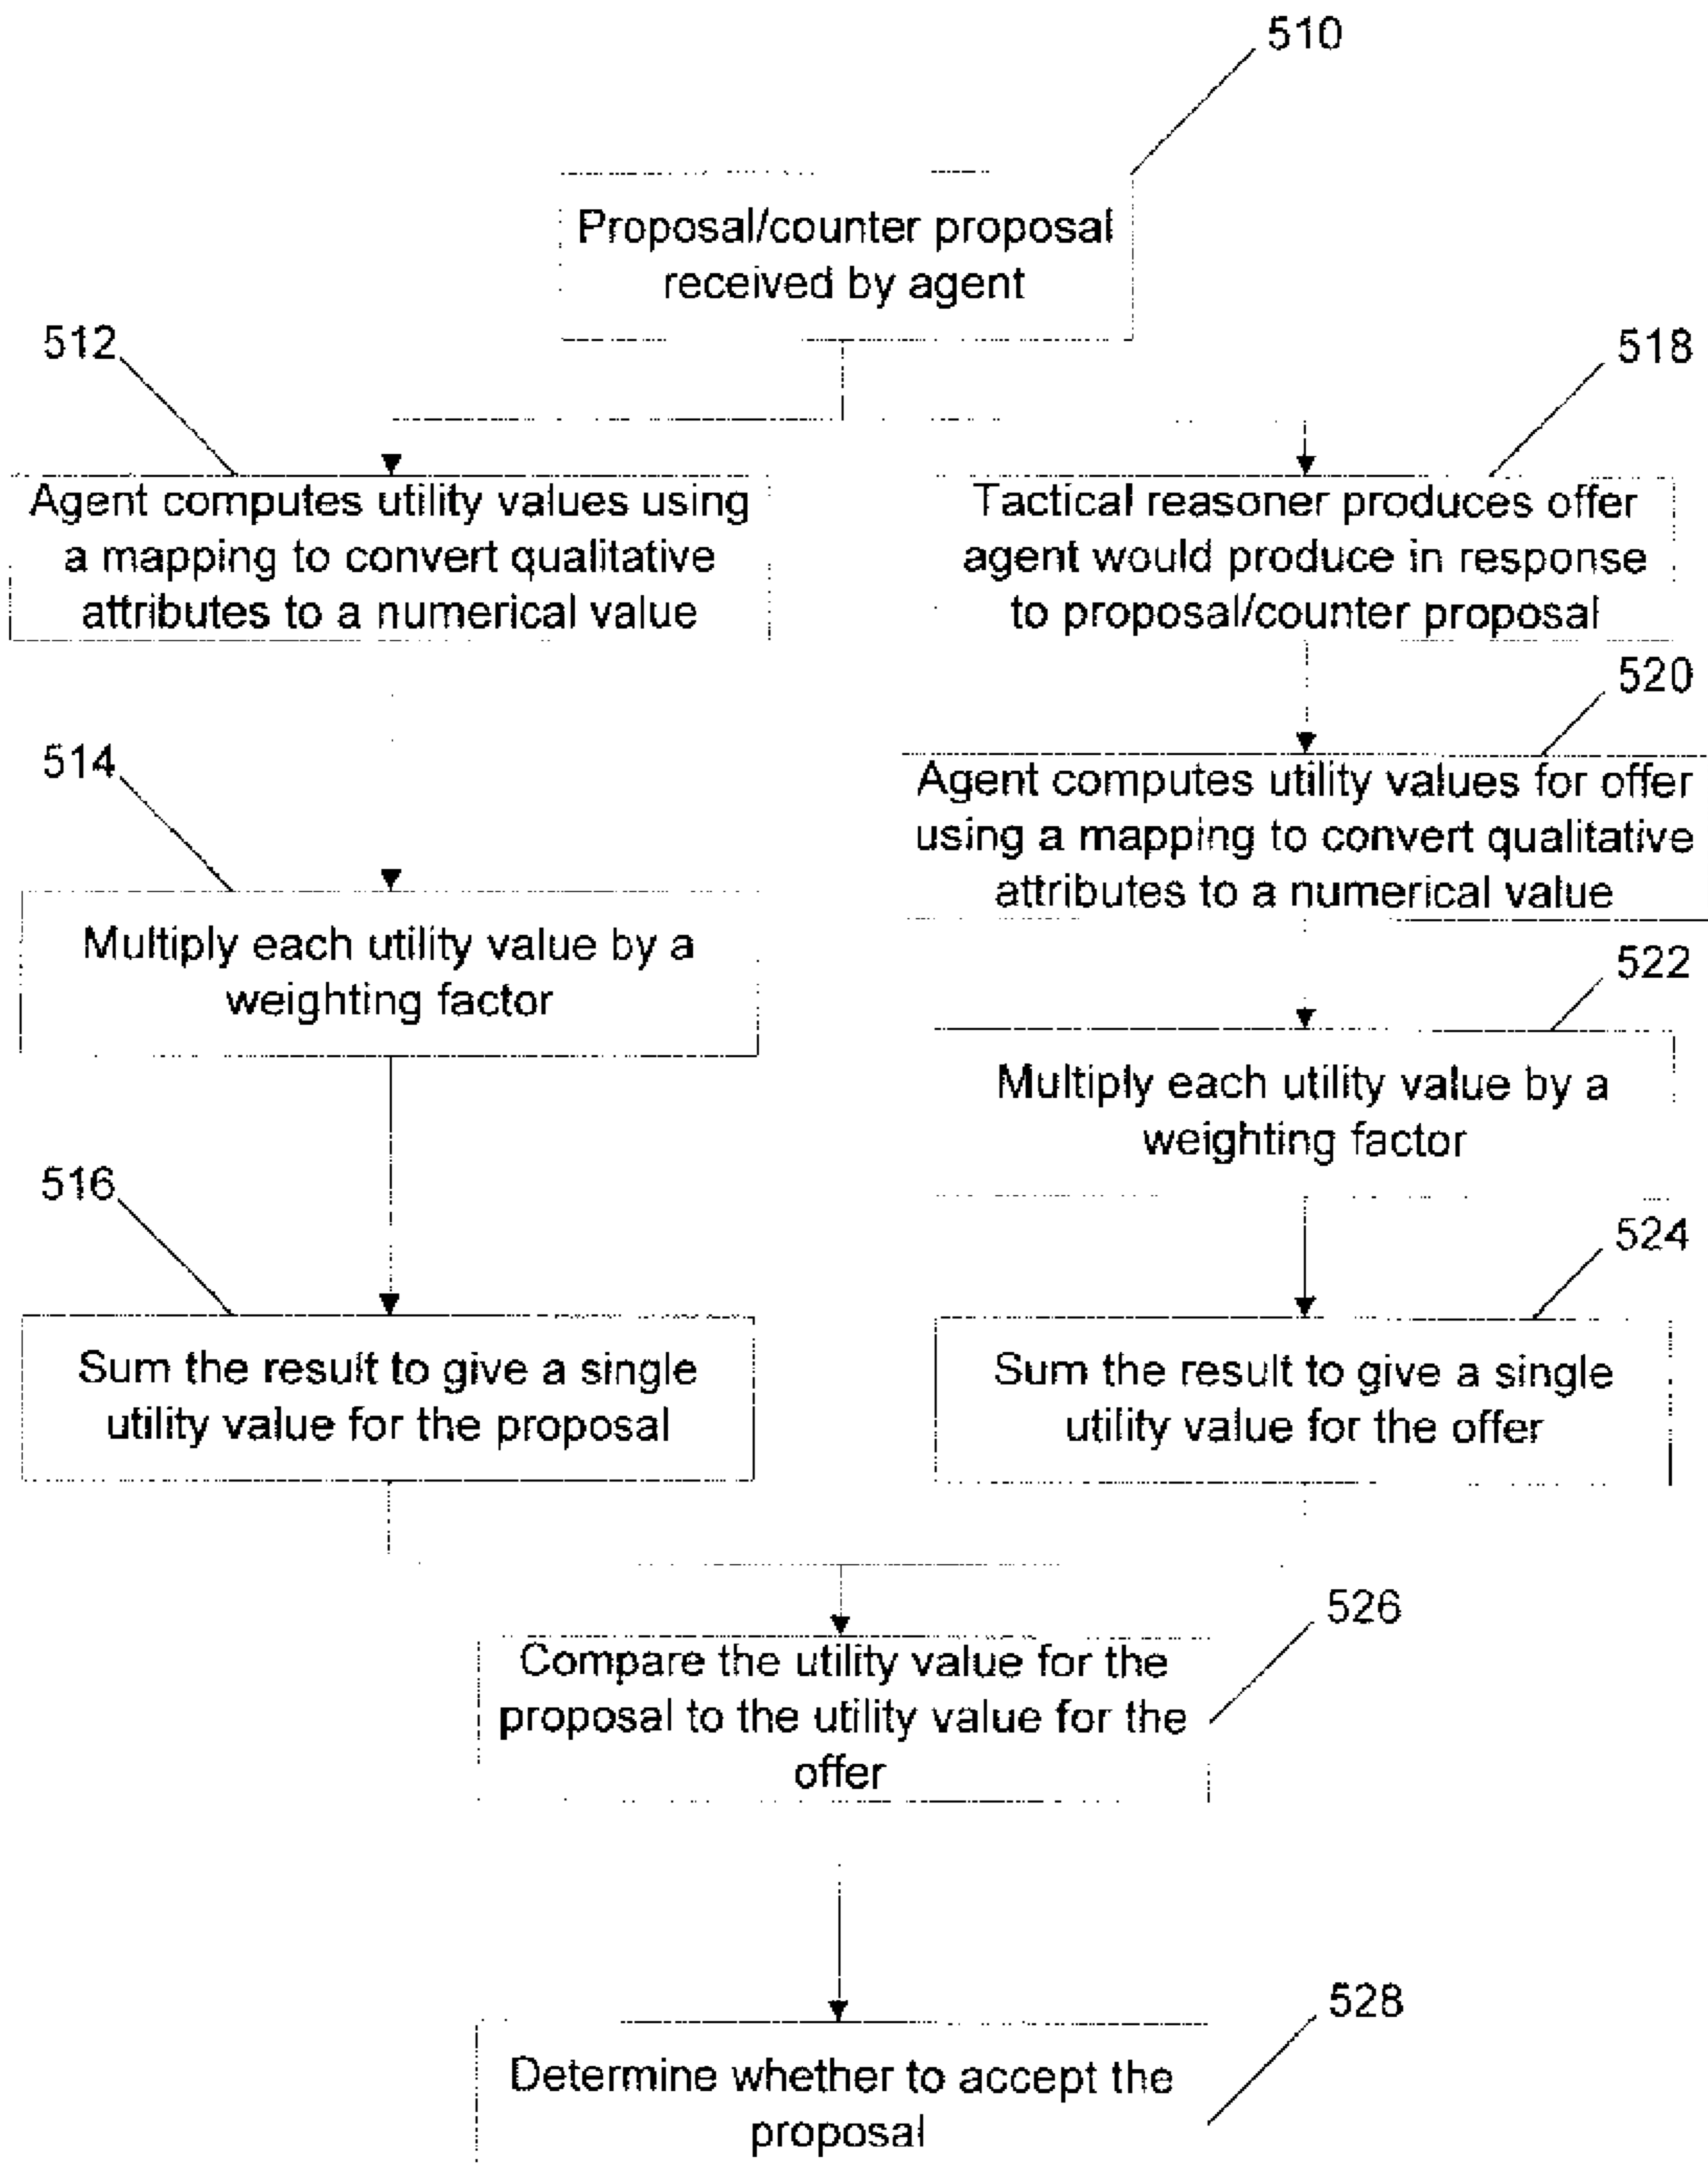 510
Proposal/counter proposal
received by agent
512
518
Agent computes utility values using
a mapping to convert qualitative
attributes to a numerical value
Tactical reasoner produces offer
agent would produce in response
to proposal/counter proposal
520
514
Agent computes utility values for offer
using a mapping to convert qualitative
attributes to a numerical value
Multiply each utility value by a
weighting factor
522
Multiply each utility value by a
weighting factor
516
524
Sum the result to give a single
utility value for the proposal
Sum the result to give a single
utility value for the offer
526
Compare the utility value for the
proposal to the utility value for the
offer
528
Determine whether to accept the
proposal